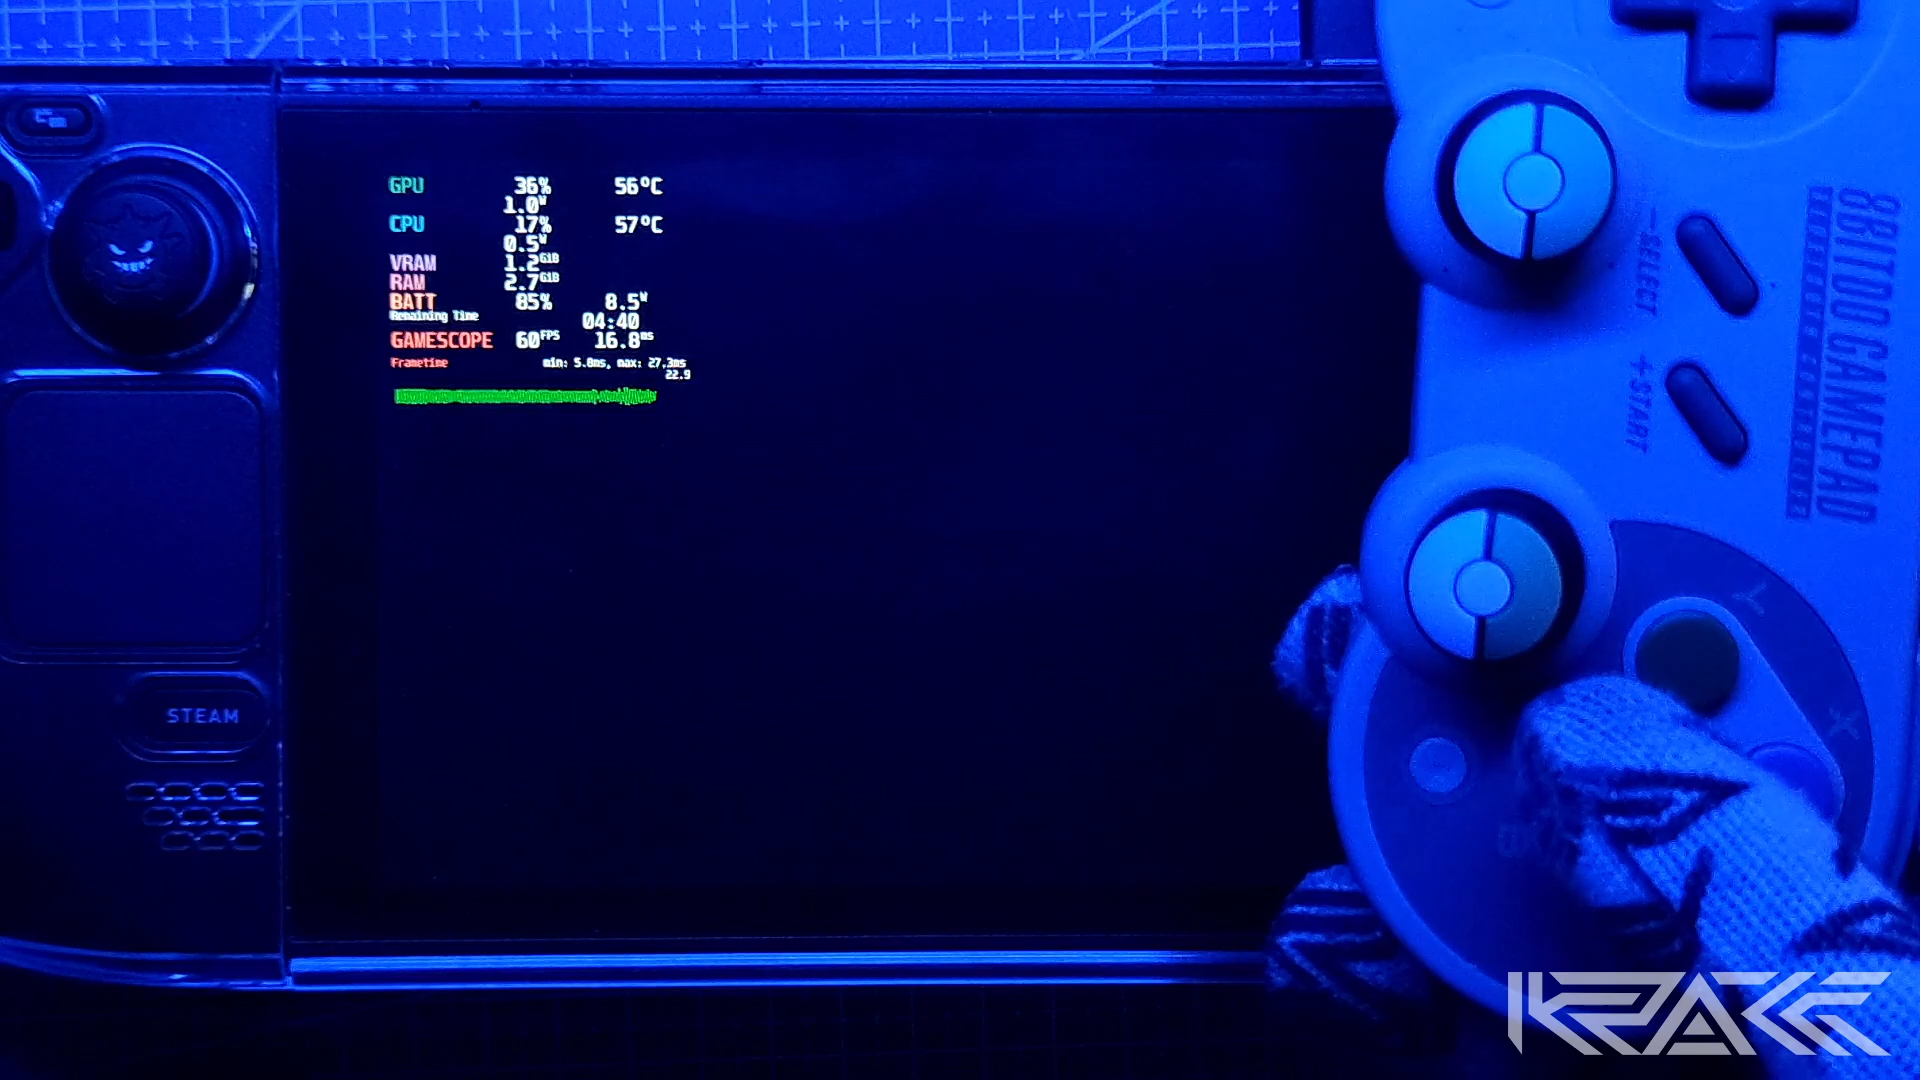 GPU 36% 56°C
1.0W
CPU 17% 57°C
0.5W
VRAM 1.2GiB
RAM 2.7GiB
BATT 85% 8.5W
Remaining Time 04:40
GAMESCOPE 60FPS 16.8ms
Frametime min: 5.8ms, max: 27.3ms
22.9
STEAM
8BITDO GAMEPAD
-SELECT
+START
X